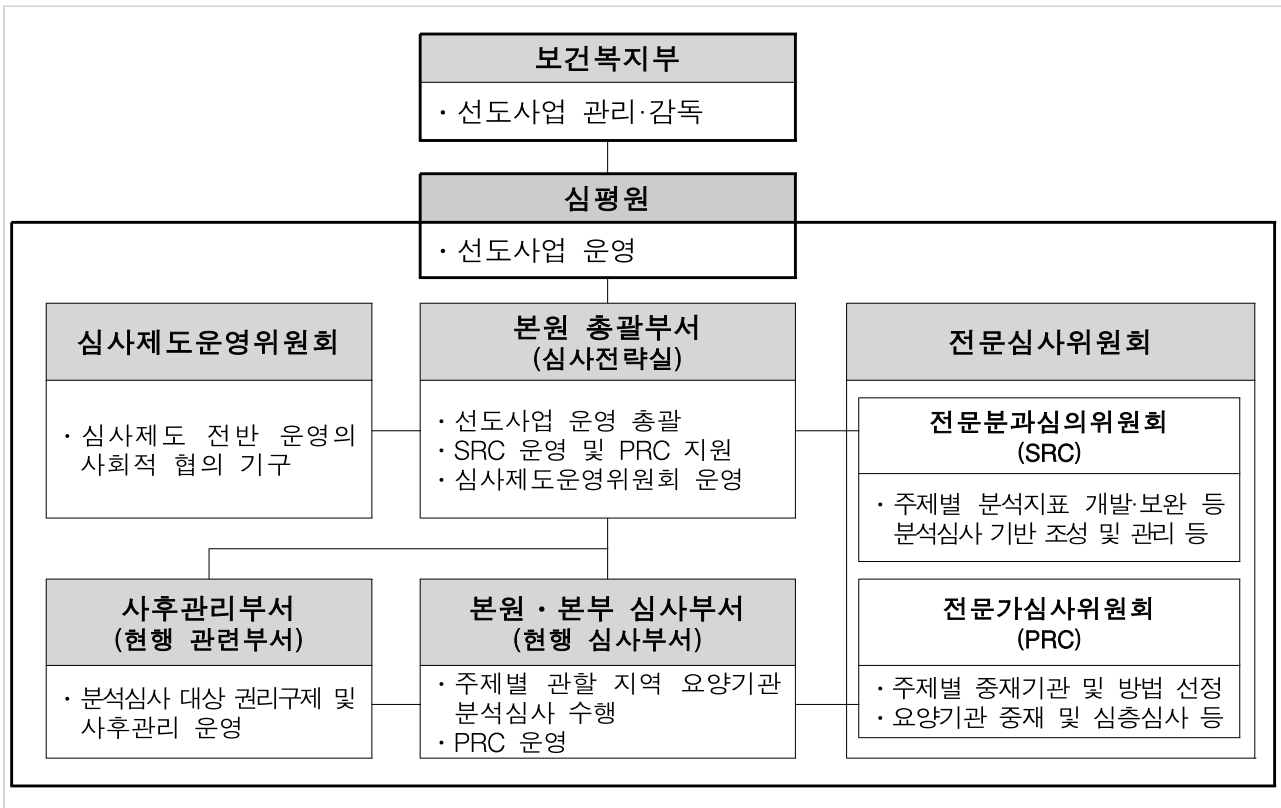 보건복지부
· 선도사업 관리·감독
심평원
· 선도사업 운영
심사제도운영위원회
· 심사제도 전반 운영의
사회적 협의 기구
본원 총괄부서
(심사전략실)
· 선도사업 운영 총괄
· SRC 운영 및 PRC 지원
· 심사제도운영위원회 운영
전문심사위원회
전문분과심의위원회
(SRC)
· 주제별 분석지표 개발·보완 등
분석심사 기반 조성 및 관리 등
사후관리부서
(현행 관련부서)
· 분석심사 대상 권리구제 및
사후관리 운영
본원 · 본부 심사부서
(현행 심사부서)
· 주제별 관할 지역 요양기관
분석심사 수행
· PRC 운영
전문가심사위원회
(PRC)
· 주제별 중재기관 및 방법 선정
· 요양기관 중재 및 심층심사 등